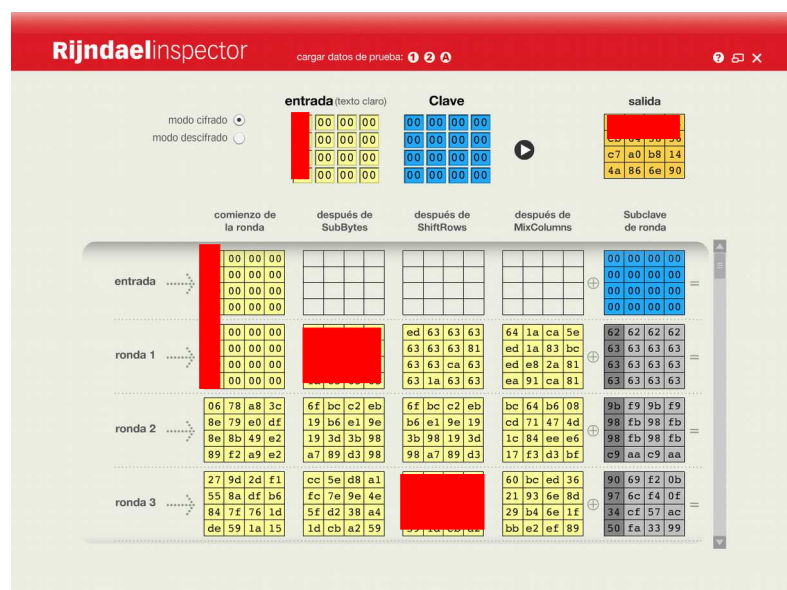 Rijndaelinspector cargar datos de prueba: 1 2 A ? X
entrada (texto claro) Clave salida
modo cifrado
modo descifrado
00 00 00 00 00 00 00
00 00 00 00 00 00 00
00 00 00 00 00 00 00 c7 a0 b8 14
00 00 00 00 00 00 00 4a 86 6e 90
comienzo de la ronda después de SubBytes después de ShiftRows después de MixColumns Subclave de ronda
entrada
00 00 00 00 00 00 00
00 00 00 00 00 00 00
00 00 00 00 00 00 00
00 00 00 00 00 00 00
⊕ =
ronda 1
00 00 00 ed 63 63 63 64 1a ca 5e 62 62 62 62
00 00 00 63 63 63 81 ed 1a 83 bc 63 63 63 63
00 00 00 63 63 ca 63 ed e8 2a 81 63 63 63 63
00 00 00 63 1a 63 63 ea 91 ca 81 63 63 63 63
⊕ =
ronda 2
06 78 a8 3c 6f bc c2 eb 6f bc c2 eb bc 64 b6 08 9b f9 9b f9
8e 79 e0 df 19 b6 e1 9e b6 e1 9e 19 cd 71 47 4d 98 fb 98 fb
8e 8b 49 e2 19 3d 3b 98 3b 98 19 3d 1c 84 ee e6 98 fb 98 fb
89 f2 a9 e2 a7 89 d3 98 98 a7 89 d3 17 f3 d3 bf c9 aa c9 aa
⊕ =
ronda 3
27 9d 2d f1 cc 5e d8 a1 60 bc ed 36 90 69 f2 0b
55 8a df b6 fc 7e 9e 4e 21 93 6e 8d 97 6c f4 0f
84 7f 76 1d 5f d2 38 a4 29 b4 6e 1f 34 cf 57 ac
de 59 1a 15 1d cb a2 59 bb e2 ef 89 50 fa 33 99
⊕ =